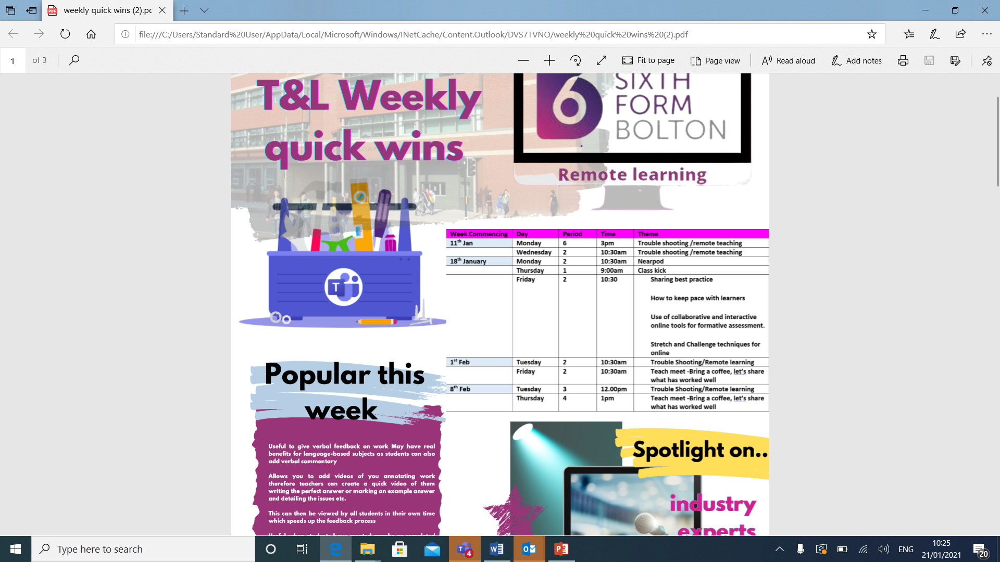 weekly quick wins (2).pd
file:///C:/Users/Standard%20User/AppData/Local/Microsoft/Windows/INetCache/Content.Outlook/DVS7TVNO/weekly%20quick%20wins%20(2).pdf
1 of 3
Fit to page
Page view
Read aloud
Add notes
T&L Weekly
quick wins
6
SIXTH
FORM
BOLTON
Remote learning
T
Week Commencing Day Period Time Theme
11th Jan Monday 6 3pm Trouble shooting /remote teaching
Wednesday 2 10:30am Trouble shooting /remote teaching
18th January Monday 2 10:30am Nearpod
Thursday 1 9:00am Class kick
Friday 2 10:30 Sharing best practice
How to keep pace with learners
Use of collaborative and interactive
online tools for formative assessment.
Stretch and Challenge techniques for
online
1st Feb Tuesday 2 10:30am Trouble Shooting/Remote learning
Friday 2 10:30am Teach meet -Bring a coffee, let's share
what has worked well
8th Feb Tuesday 3 12.00pm Trouble Shooting/Remote learning
Thursday 4 1pm Teach meet -Bring a coffee, let's share
what has worked well
Popular this
week
Useful to give verbal feedback on work May have real
benefits for language-based subjects as students can also
add verbal commentary
Allows you to add videos of you annotating work
therefore teachers can create a quick video of them
writing the perfect answer or marking an example answer
and detailing the issues etc.
This can then be viewed by all students in their own time
which speeds up the feedback process
Useful when students have created graphs or completed
Spotlight on..
industry
experts
Type here to search
4
ENG
10:25
21/01/2021
20